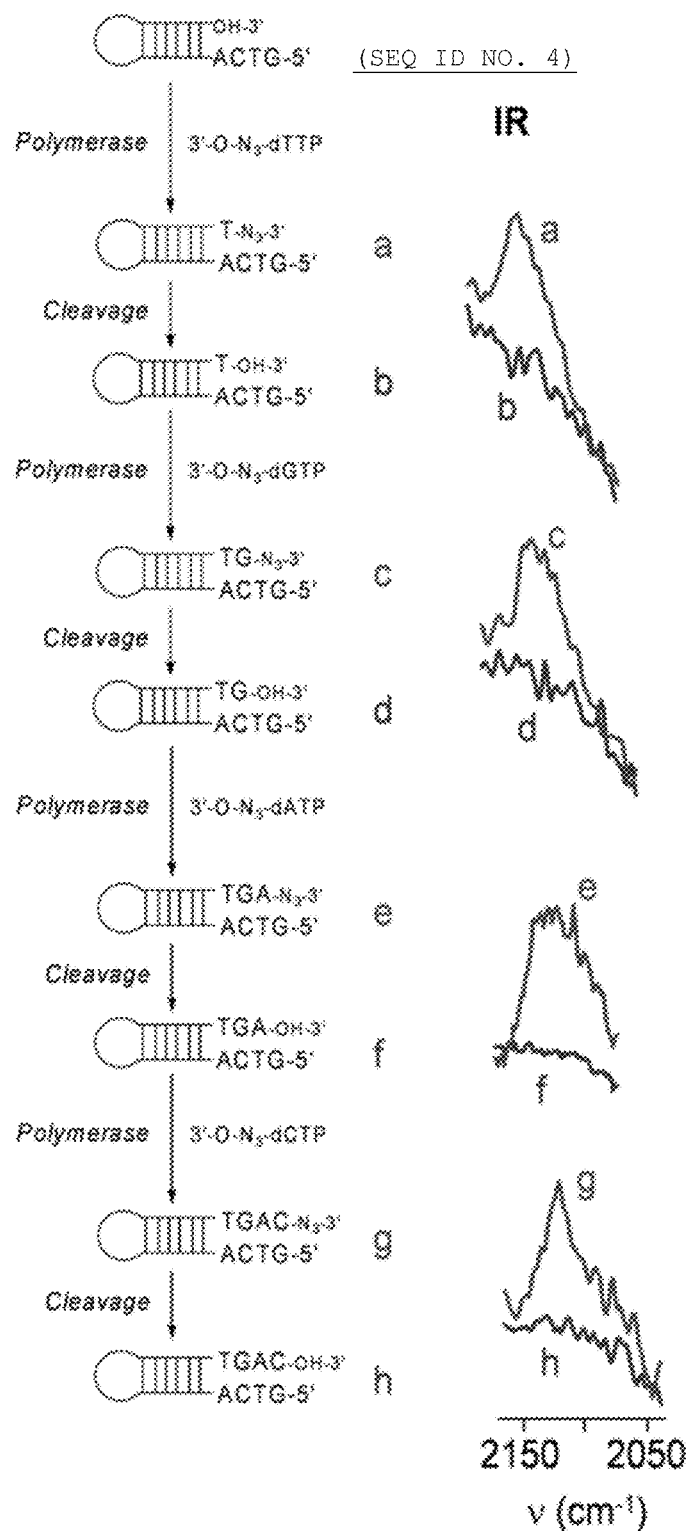 OH-3'
ACTG-5'
(SEQ ID NO. 4)
IR
Polymerase 3'-O-N₃-dTTP
T-N₃-3'
ACTG-5'
a
a
Cleavage
T-OH-3'
ACTG-5'
b
b
Polymerase 3'-O-N₃-dGTP
TG-N₃-3'
ACTG-5'
c
c
Cleavage
TG-OH-3'
ACTG-5'
d
d
Polymerase 3'-O-N₃-dATP
TGA-N₃-3'
ACTG-5'
e
e
Cleavage
TGA-OH-3'
ACTG-5'
f
f
Polymerase 3'-O-N₃-dCTP
TGAC-N₃-3'
ACTG-5'
g
g
Cleavage
TGAC-OH-3'
ACTG-5'
h
h
2150 2050
ν (cm⁻¹)